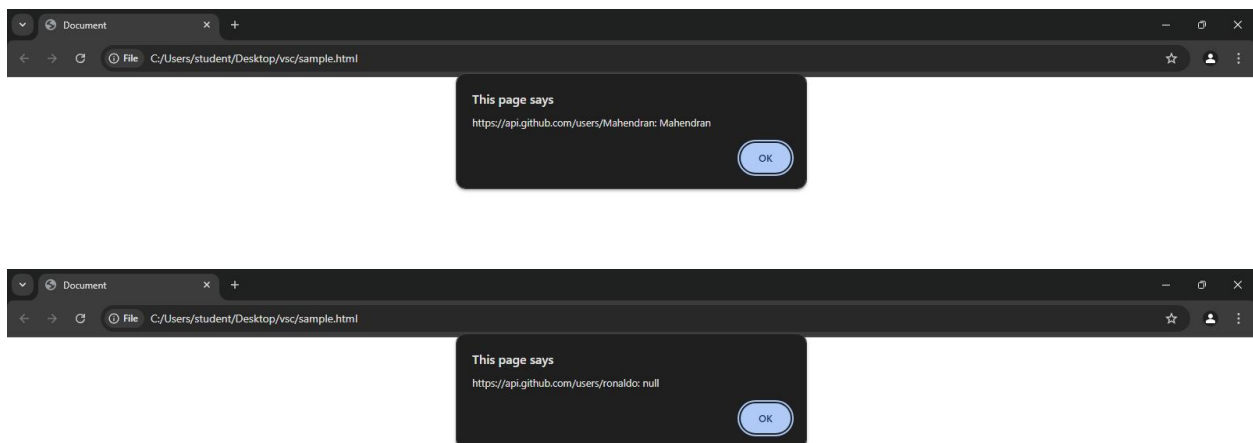 Document
File C:/Users/student/Desktop/vsc/sample.html
This page says
https://api.github.com/users/Mahendran: Mahendran
OK
Document
File C:/Users/student/Desktop/vsc/sample.html
This page says
https://api.github.com/users/ronaldo: null
OK